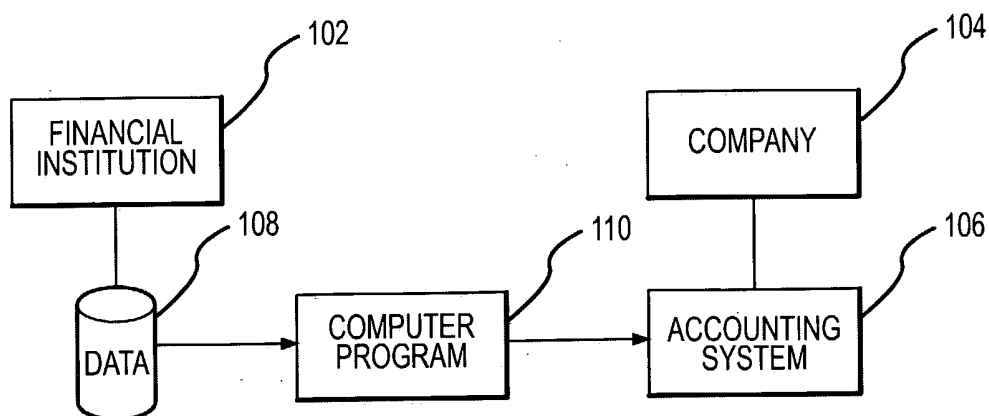 102
104
FINANCIAL
INSTITUTION
COMPANY
108
110
106
DATA
COMPUTER
PROGRAM
ACCOUNTING
SYSTEM